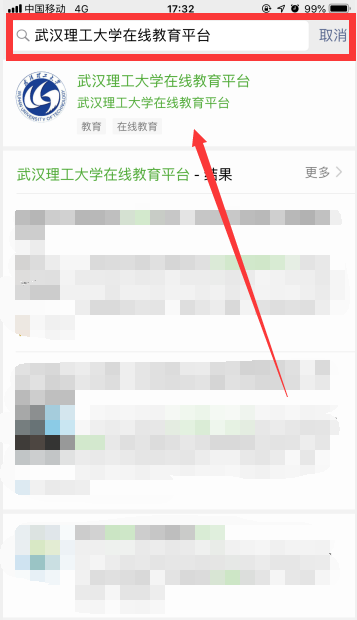 中国移动 4G 17:32 99%
武汉理工大学在线教育平台 取消
武汉理工大学在线教育平台
武汉理工大学在线教育平台
教育 在线教育
武汉理工大学在线教育平台 - 结果 更多